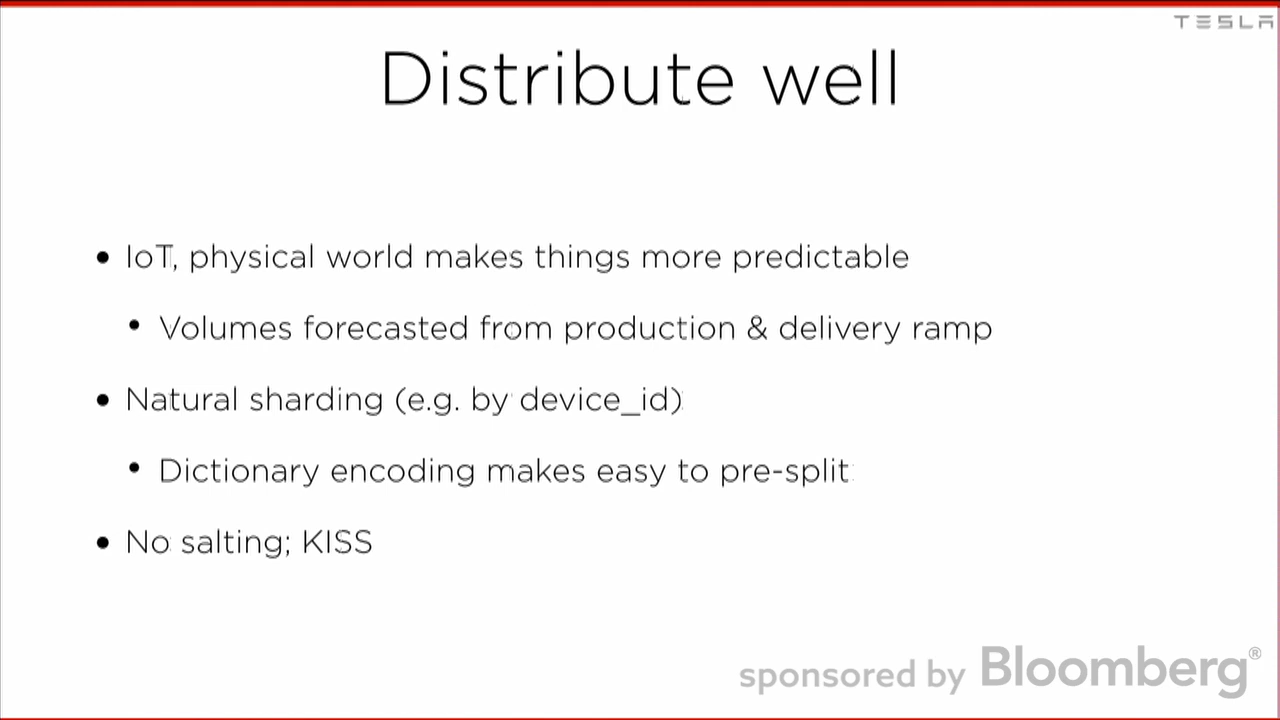 TESLA
Distribute well
• IoT, physical world makes things more predictable
• Volumes forecasted from production & delivery ramp
• Natural sharding (e.g. by device_id)
• Dictionary encoding makes easy to pre-split
• No salting; KISS
sponsored by Bloomberg®